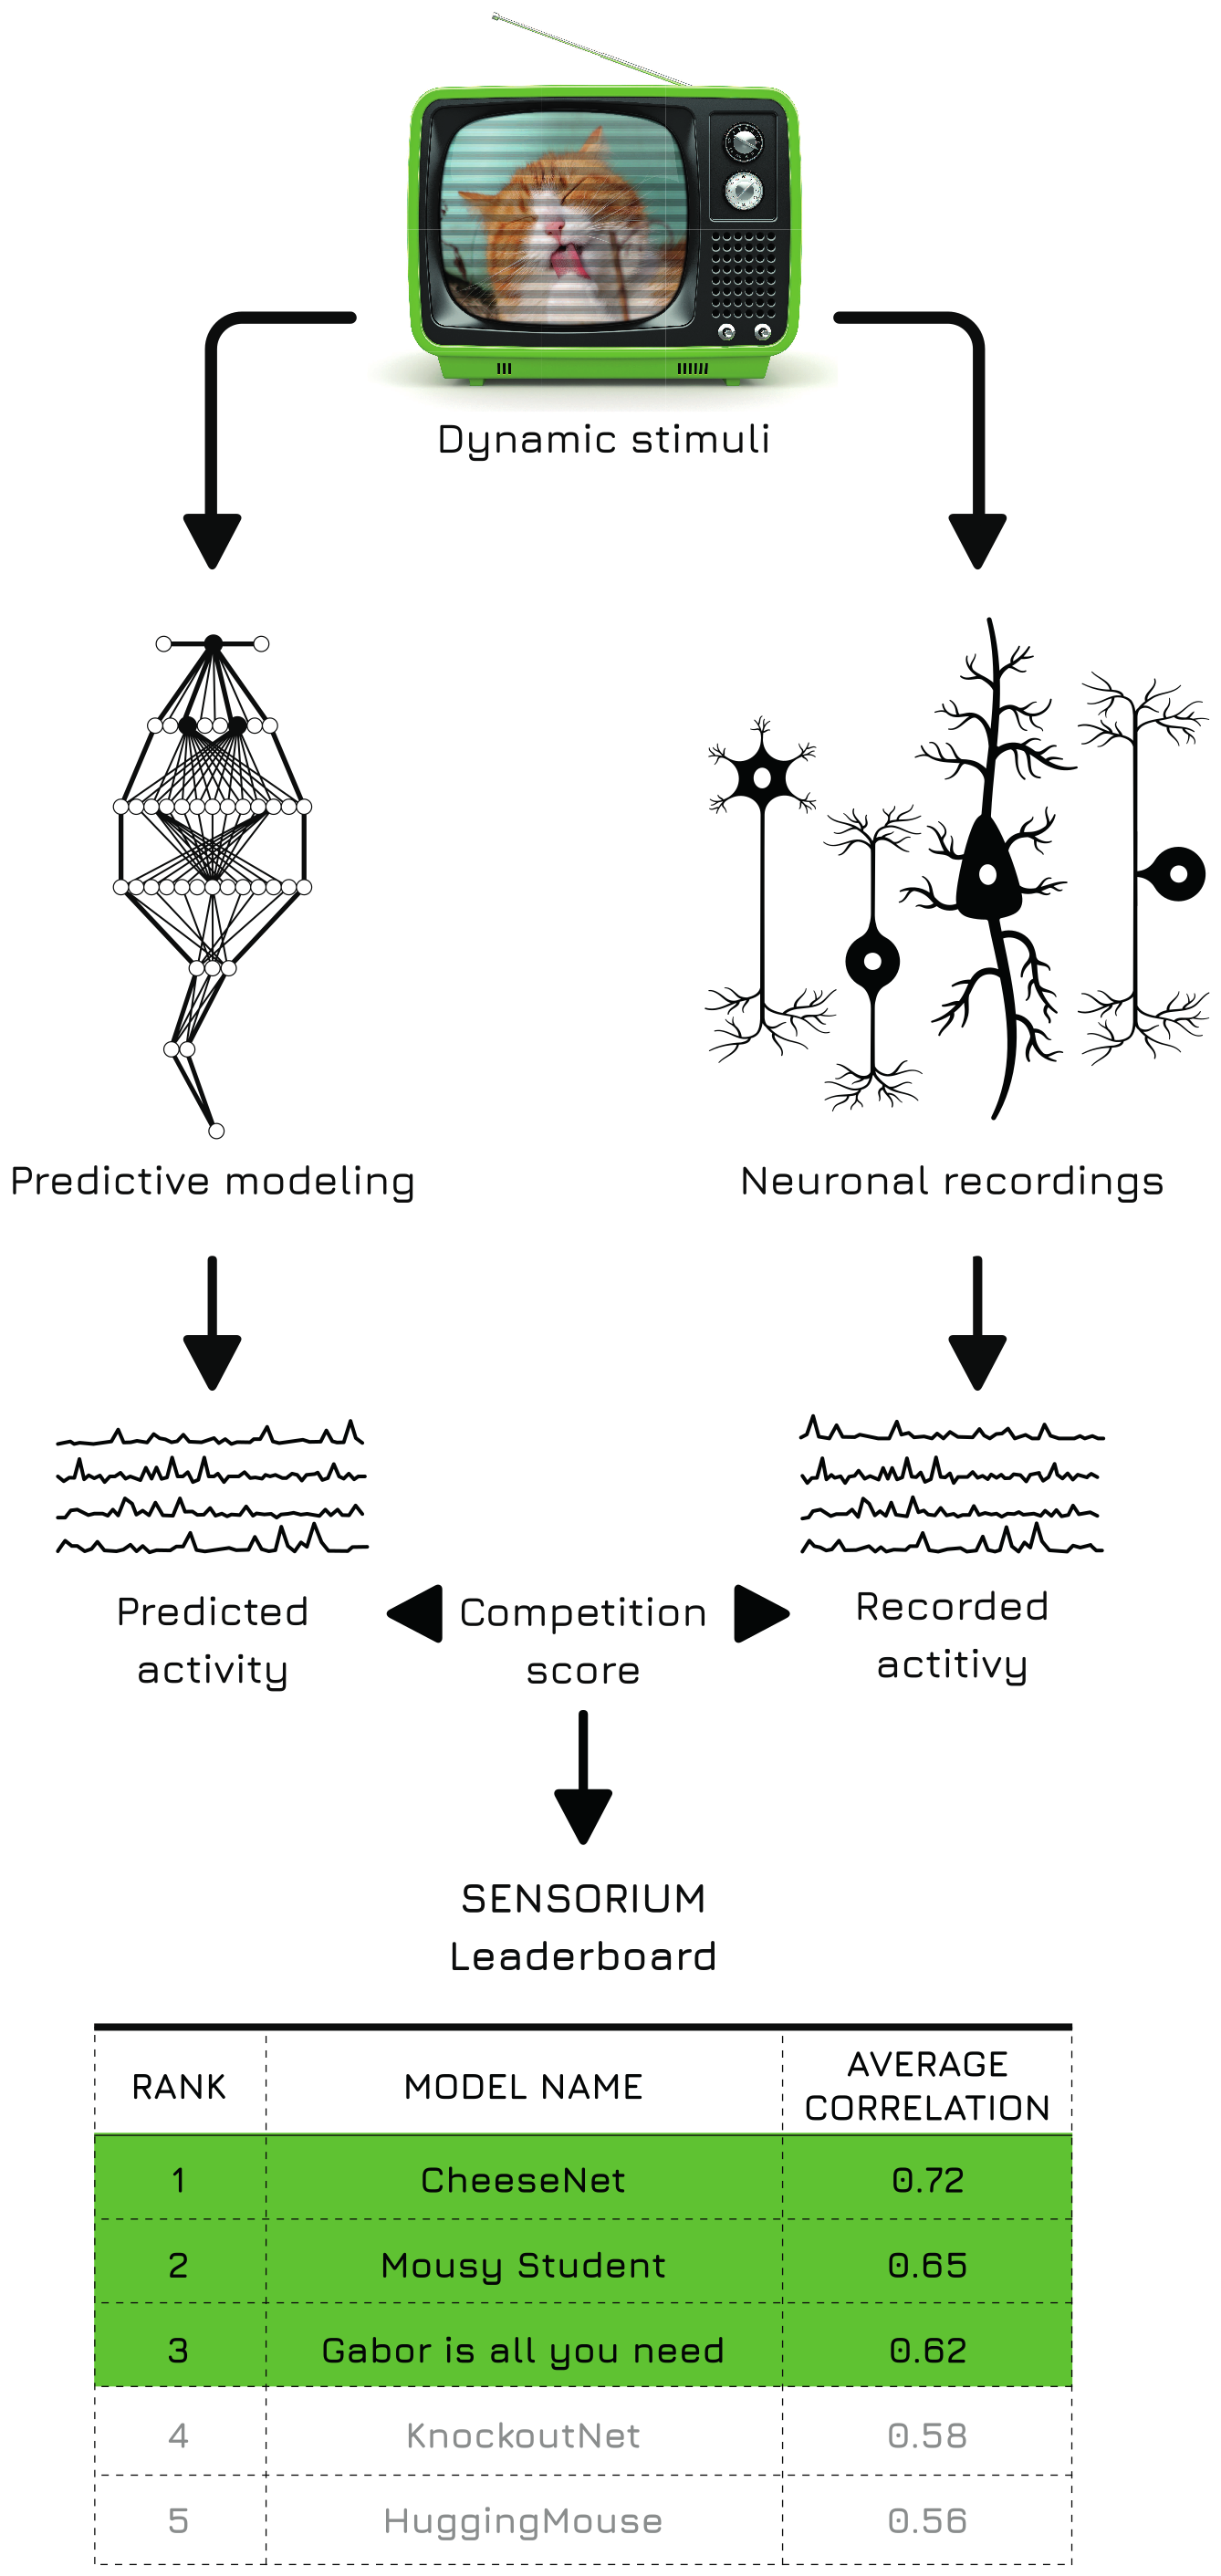 Dynamic stimuli
Predictive modeling
Neuronal recordings
Predicted
activity
Competition
score
Recorded
actitivy
SENSORIUM
Leaderboard
RANK
MODEL NAME
AVERAGE
CORRELATION
1 CheeseNet 0.72
2 Mousy Student 0.65
3 Gabor is all you need 0.62
4 KnockoutNet 0.58
5 HuggingMouse 0.56